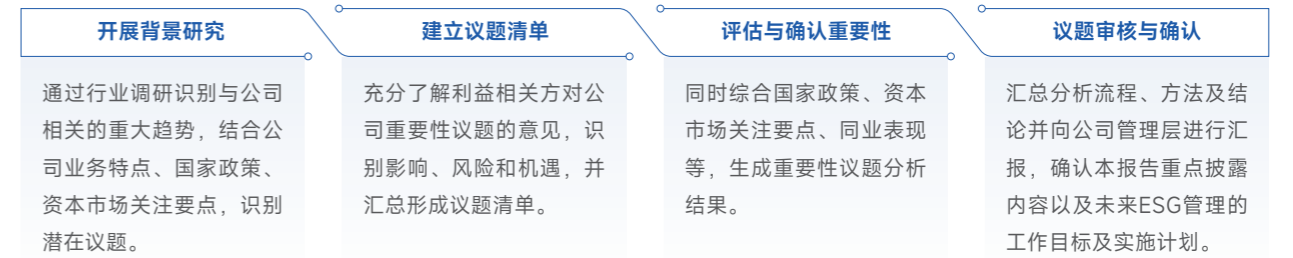 开展背景研究
通过行业调研识别与公司
相关的重大趋势，结合公
司业务特点、国家政策、
资本市场关注要点，识别
潜在议题。
建立议题清单
充分了解利益相关方对公
司重要性议题的意见，识
别影响、风险和机遇，并
汇总形成议题清单。
评估与确认重要性
同时综合国家政策、资本
市场关注要点、同业表现
等，生成重要性议题分析
结果。
议题审核与确认
汇总分析流程、方法及结
论并向公司管理层进行汇
报，确认本报告重点披露
内容以及未来ESG管理的
工作目标及实施计划。